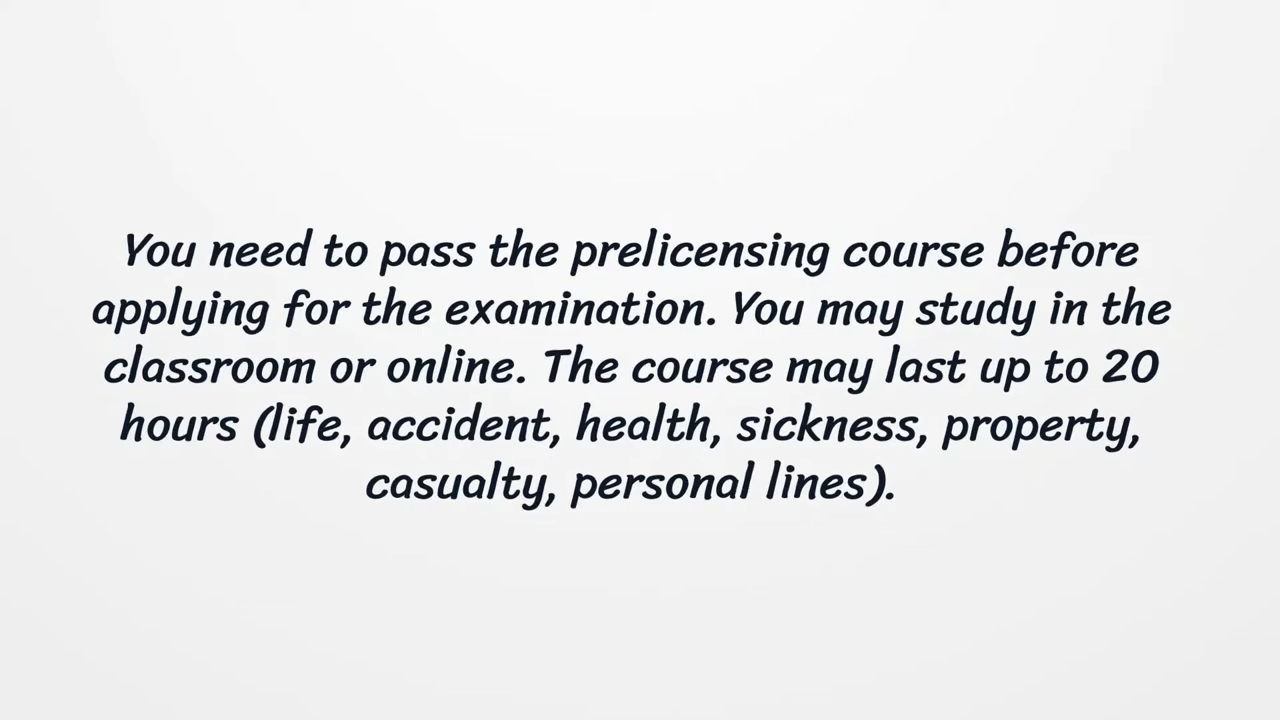 You need to pass the prelicensing course before
applying for the examination. You may study in the
classroom or online. The course may last up to 20
hours (life, accident, health, sickness, property,
casualty, personal lines).